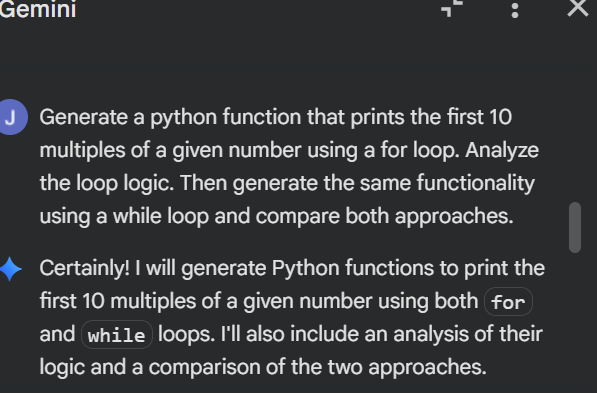 Gemini
J
Generate a python function that prints the first 10
multiples of a given number using a for loop. Analyze
the loop logic. Then generate the same functionality
using a while loop and compare both approaches.
Certainly! I will generate Python functions to print the
first 10 multiples of a given number using both for
and while loops. I'll also include an analysis of their
logic and a comparison of the two approaches.